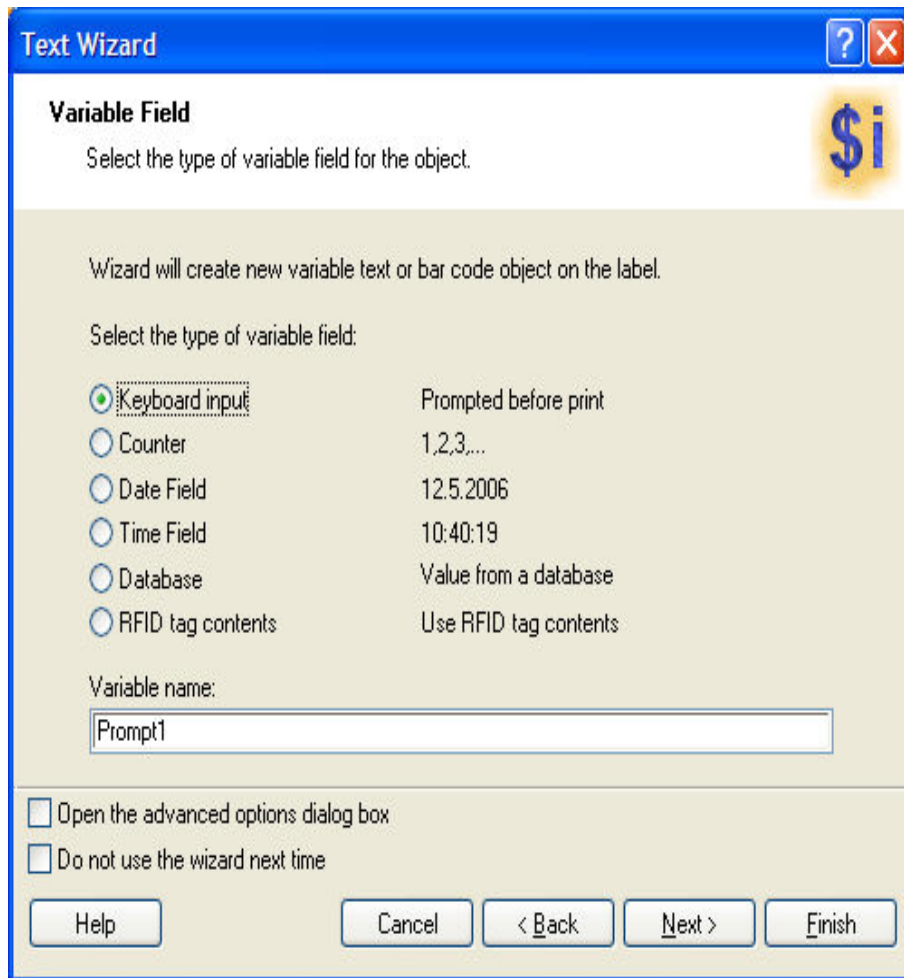 Text Wizard
Variable Field
Select the type of variable field for the object.
$i
Wizard will create new variable text or bar code object on the label.
Select the type of variable field:
Keyboard input Prompted before print
Counter 1,2,3,...
Date Field 12.5.2006
Time Field 10:40:19
Database Value from a database
RFID tag contents Use RFID tag contents
Variable name:
Prompt1
Open the advanced options dialog box
Do not use the wizard next time
Help Cancel < Back Next > Finish